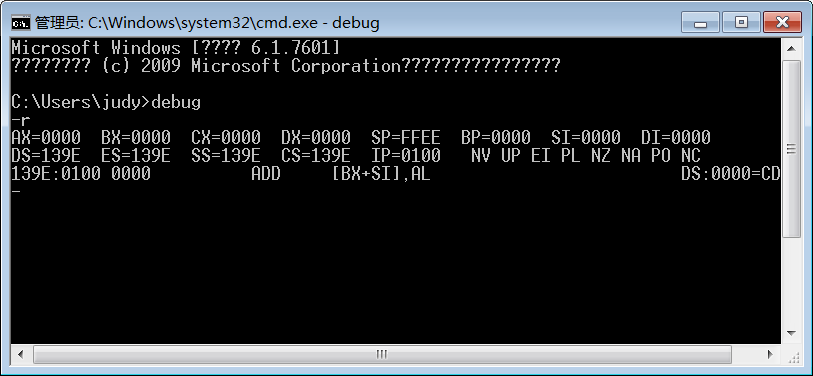 管理员: C:\Windows\system32\cmd.exe - debug
Microsoft Windows [???? 6.1.7601]
???????? (c) 2009 Microsoft Corporation????????????????
C:\Users\judy>debug
-r
AX=0000  BX=0000  CX=0000  DX=0000  SP=FFEE  BP=0000  SI=0000  DI=0000
DS=139E  ES=139E  SS=139E  CS=139E  IP=0100   NV UP EI PL NZ NA PO NC
139E:0100 0000          ADD     [BX+SI],AL                         DS:0000=CD
-